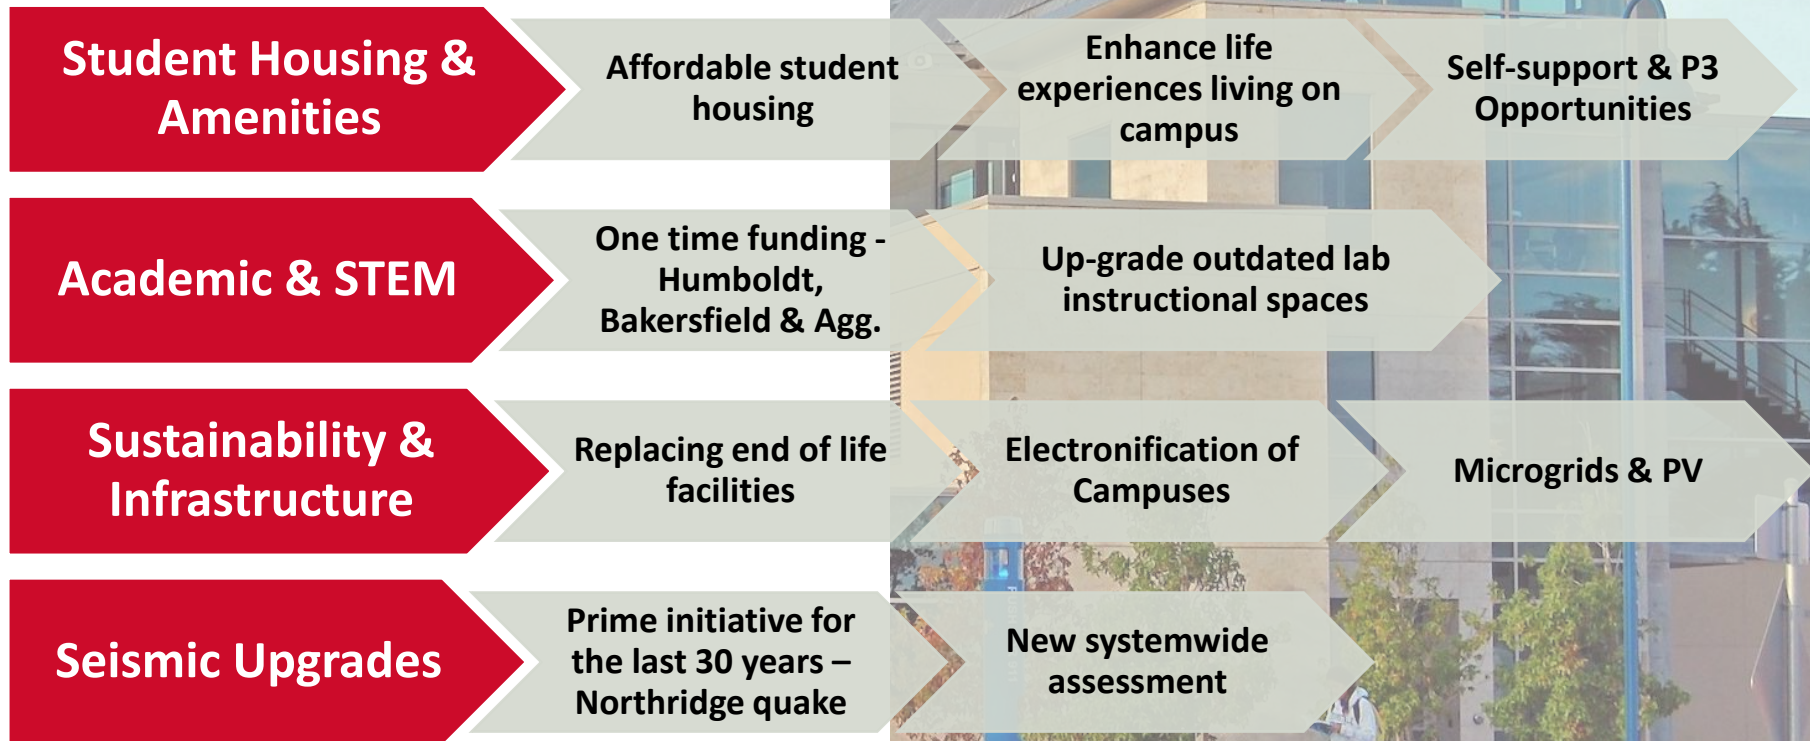 Student Housing &
Amenities
Affordable student
housing
Enhance life
experiences living on
campus
Self-support & P3
Opportunities
Academic & STEM
One time funding -
Humboldt,
Bakersfield & Agg.
Up-grade outdated lab
instructional spaces
Sustainability &
Infrastructure
Replacing end of life
facilities
Electronification of
Campuses
Microgrids & PV
Seismic Upgrades
Prime initiative for
the last 30 years –
Northridge quake
New systemwide
assessment